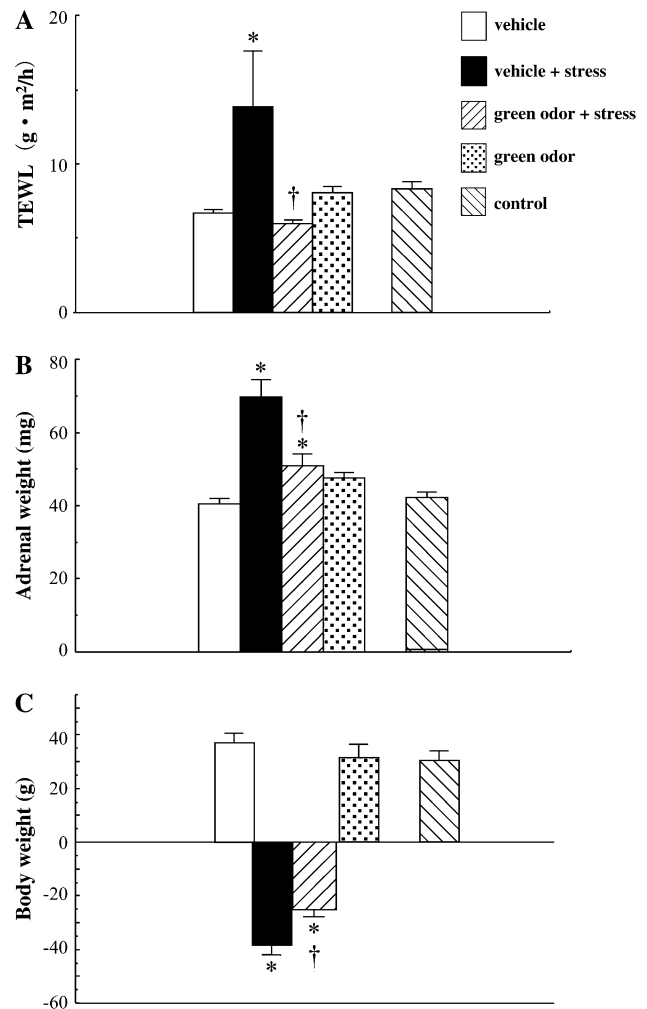 A
TEWL (g • m²/h)
20
10
0
*
†
vehicle
vehicle + stress
green odor + stress
green odor
control
B
Adrenal weight (mg)
80
60
40
20
0
*
†
*
C
Body weight (g)
40
20
0
-20
-40
-60
*
*
†